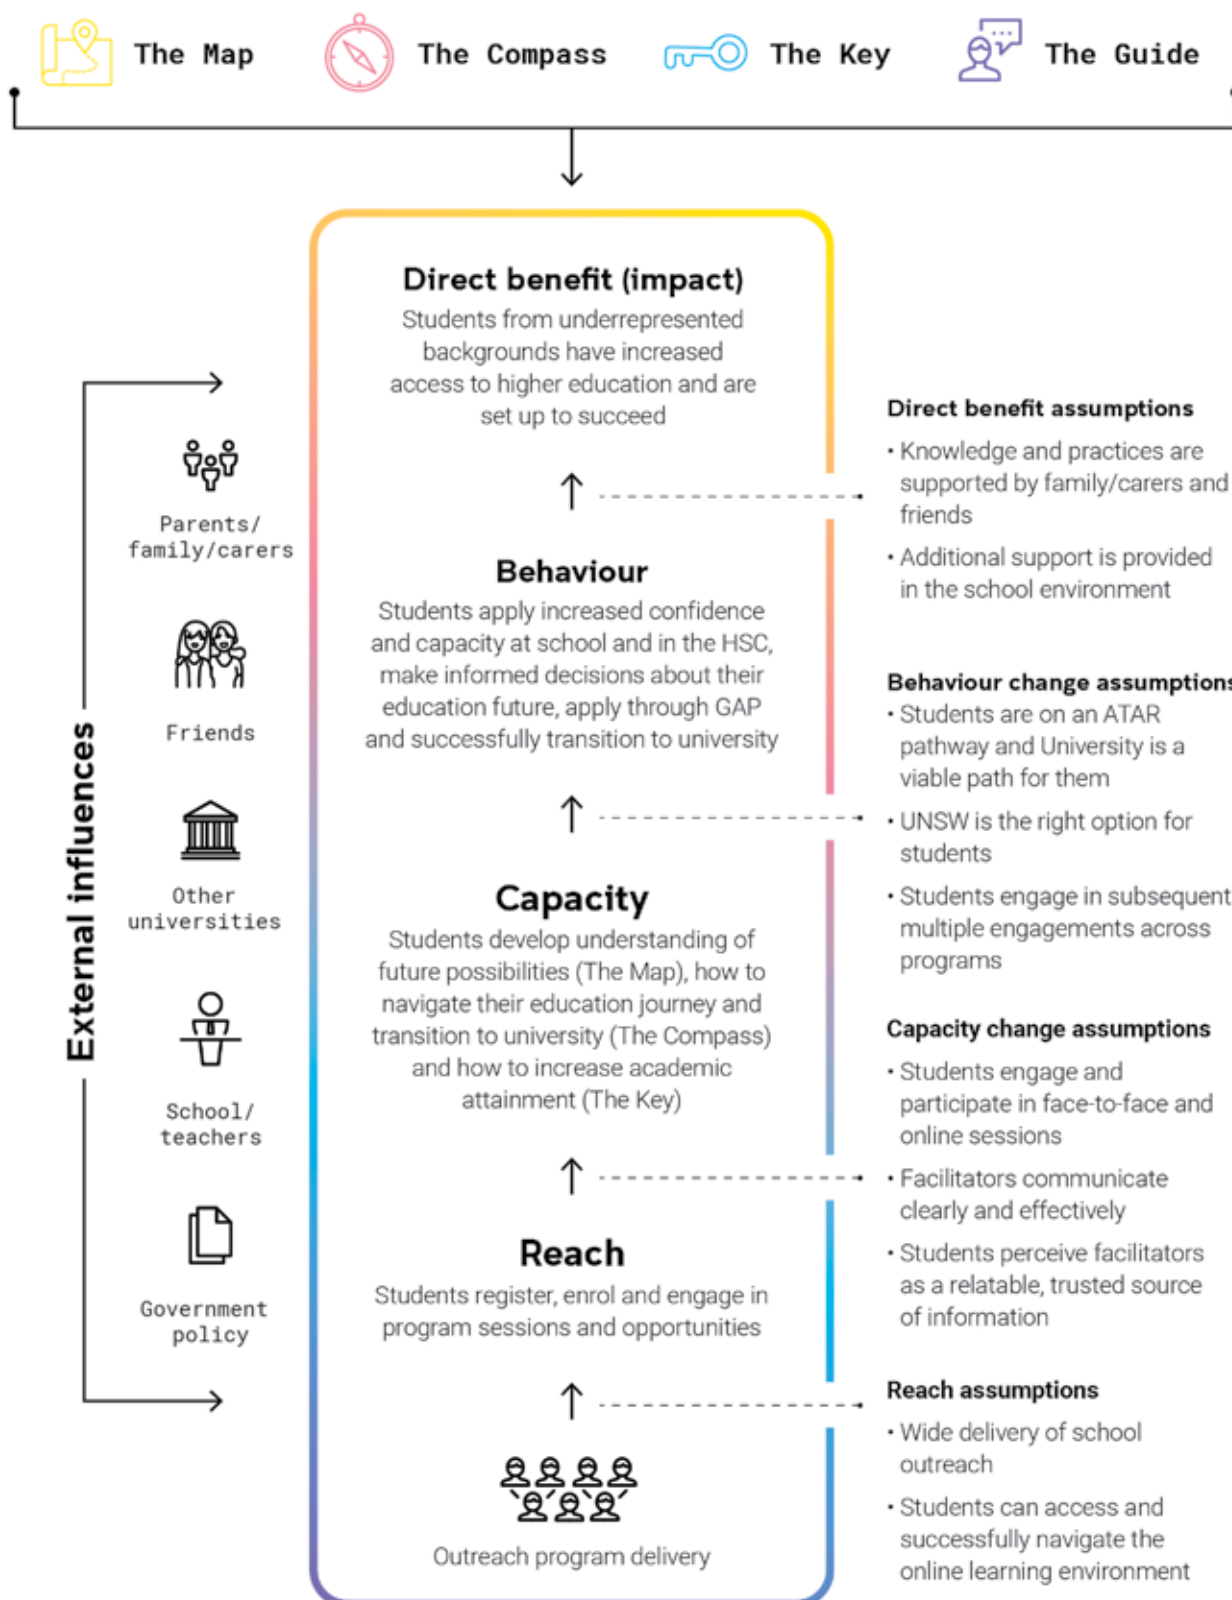 The Map
The Compass
The Key
The Guide
Direct benefit (impact)
Students from underrepresented
backgrounds have increased
access to higher education and are
set up to succeed
Behaviour
Students apply increased confidence
and capacity at school and in the HSC,
make informed decisions about their
education future, apply through GAP
and successfully transition to university
Capacity
Students develop understanding of
future possibilities (The Map), how to
navigate their education journey and
transition to university (The Compass)
and how to increase academic
attainment (The Key)
Reach
Students register, enrol and engage in
program sessions and opportunities
Outreach program delivery
External influences
Parents/
family/carers
Friends
Other
universities
School/
teachers
Government
policy
Direct benefit assumptions
• Knowledge and practices are
supported by family/carers and
friends
• Additional support is provided
in the school environment
Behaviour change assumptions
• Students are on an ATAR
pathway and University is a
viable path for them
• UNSW is the right option for
students
• Students engage in subsequent
multiple engagements across
programs
Capacity change assumptions
• Students engage and
participate in face-to-face and
online sessions
• Facilitators communicate
clearly and effectively
• Students perceive facilitators
as a relatable, trusted source
of information
Reach assumptions
• Wide delivery of school
outreach
• Students can access and
successfully navigate the
online learning environment